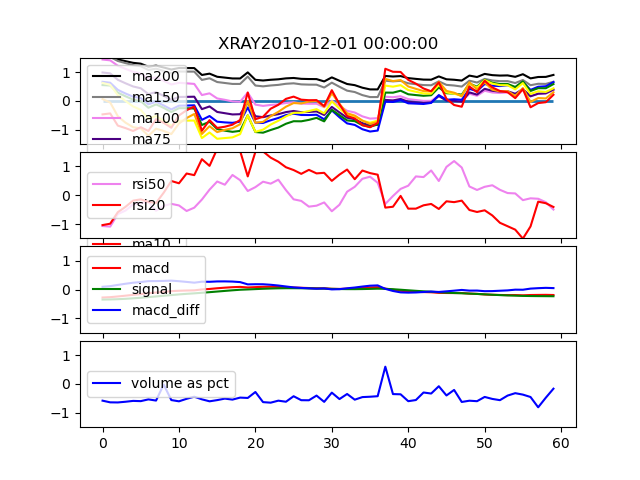 XRAY2010-12-01 00:00:00
1
0
−1
ma200
ma150
ma100
ma75
1
0
−1
rsi50
rsi20
ma10
1
0
−1
macd
signal
macd_diff
1
0
−1
volume as pct
0 10 20 30 40 50 60